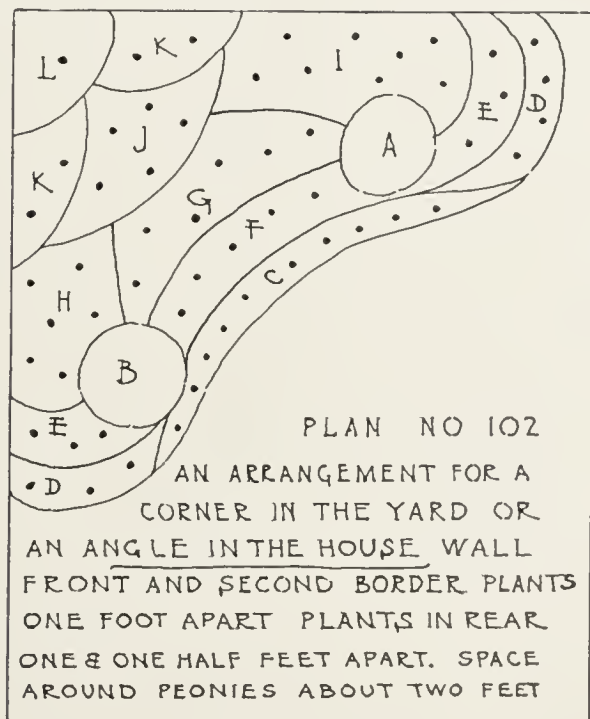 L K I E D
J A
K G
F
C
H
B
E
D
PLAN NO 102
AN ARRANGEMENT FOR A
CORNER IN THE YARD OR
AN ANGLE IN THE HOUSE WALL
FRONT AND SECOND BORDER PLANTS
ONE FOOT APART PLANTS IN REAR
ONE & ONE HALF FEET APART. SPACE
AROUND PEONIES ABOUT TWO FEET